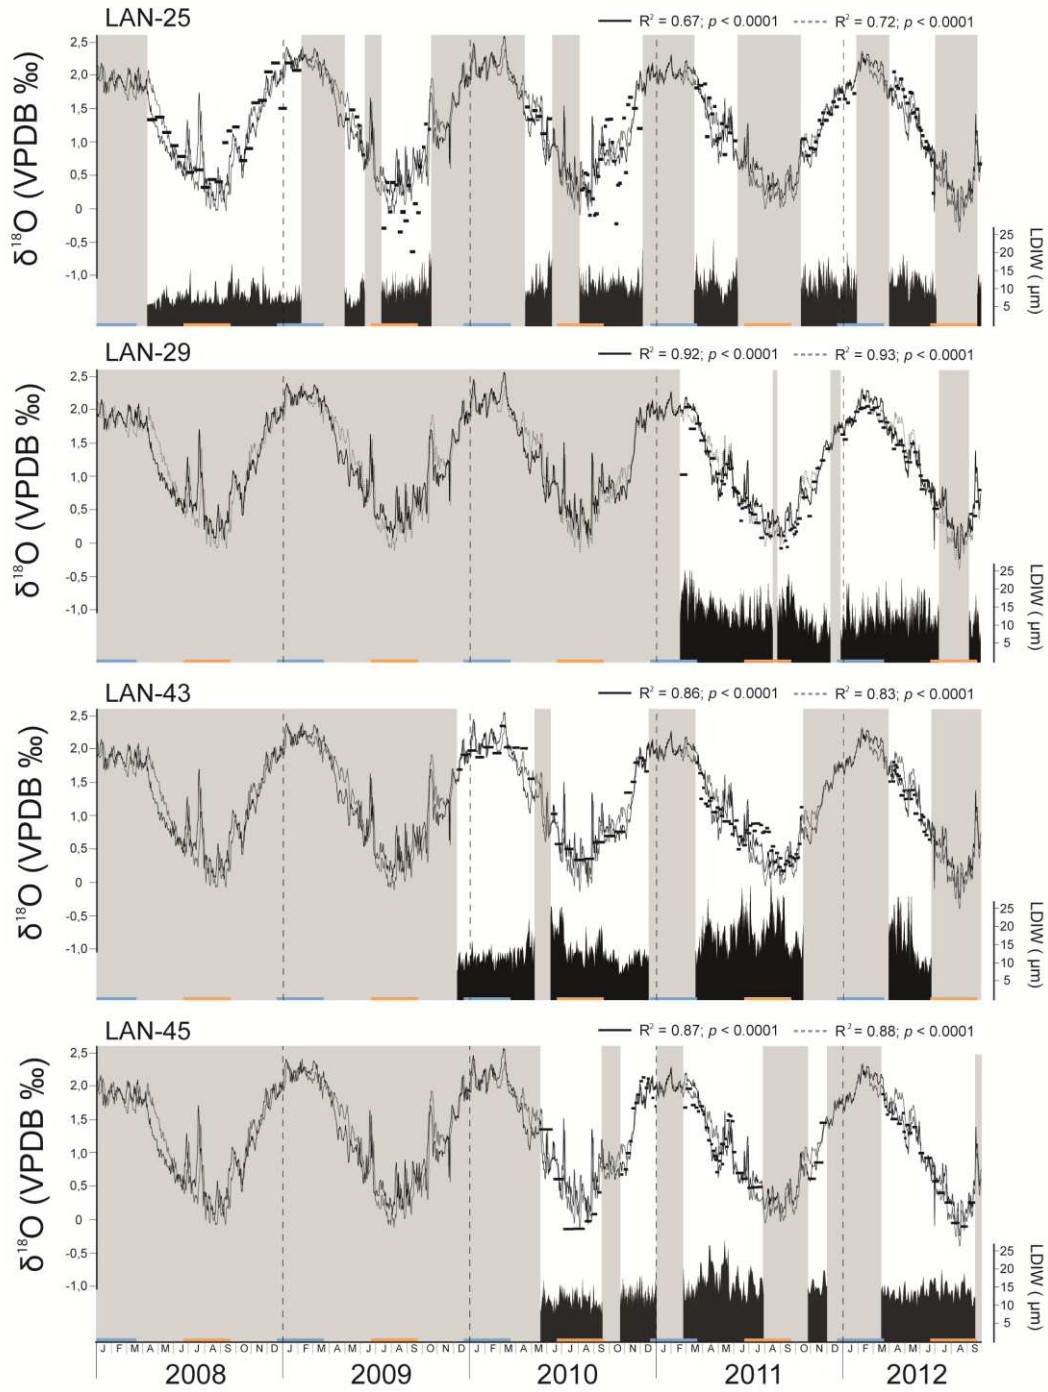 LAN-25
R² = 0.67; p < 0.0001 R² = 0.72; p < 0.0001
δ¹⁸O (VPDB ‰)
2,5
2,0
1,5
1,0
0,5
0
-0,5
-1,0
25
20
15
10
5
LDIW (µm)
LAN-29
R² = 0.92; p < 0.0001 R² = 0.93; p < 0.0001
δ¹⁸O (VPDB ‰)
2,5
2,0
1,5
1,0
0,5
0
-0,5
-1,0
25
20
15
10
5
LDIW (µm)
LAN-43
R² = 0.86; p < 0.0001 R² = 0.83; p < 0.0001
δ¹⁸O (VPDB ‰)
2,5
2,0
1,5
1,0
0,5
0
-0,5
-1,0
25
20
15
10
5
LDIW (µm)
LAN-45
R² = 0.87; p < 0.0001 R² = 0.88; p < 0.0001
δ¹⁸O (VPDB ‰)
2,5
2,0
1,5
1,0
0,5
0
-0,5
-1,0
25
20
15
10
5
LDIW (µm)
J F M A M J J A S O N D J F M A M J J A S O N D J F M A M J J A S O N D J F M A M J J A S O N D J F M A M J J A S
2008 2009 2010 2011 2012